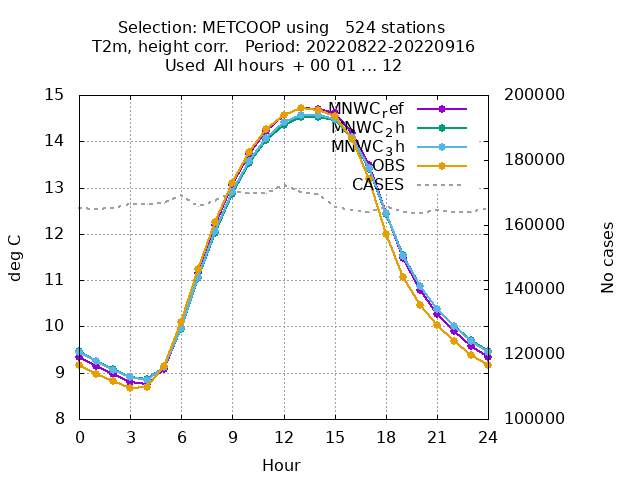 Selection: METCOOP using   524 stations
T2m, height corr.   Period: 20220822-20220916
Used  All hours  + 00 01 ... 12
15 200000
MNWC_ref
MNWC_2h
14
MNWC_3h
180000
OBS
13 CASES
12 160000
deg C No cases
11 140000
10
120000
9
8 100000
0 3 6 9 12 15 18 21 24
Hour